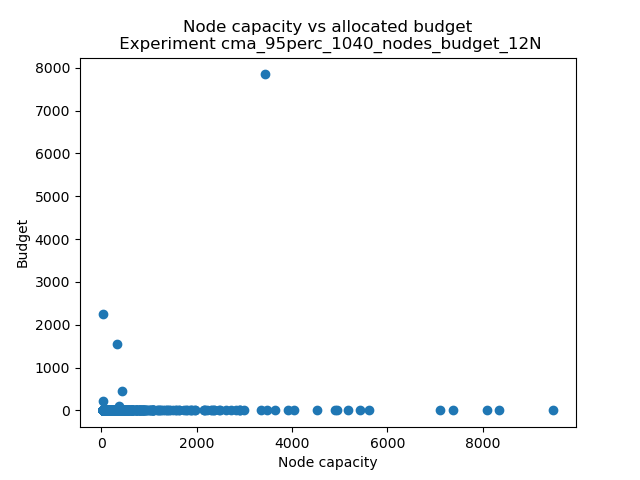 Node capacity vs allocated budget
Experiment cma_95perc_1040_nodes_budget_12N
8000
7000
6000
5000
4000
3000
2000
1000
0
Budget
0 2000 4000 6000 8000
Node capacity